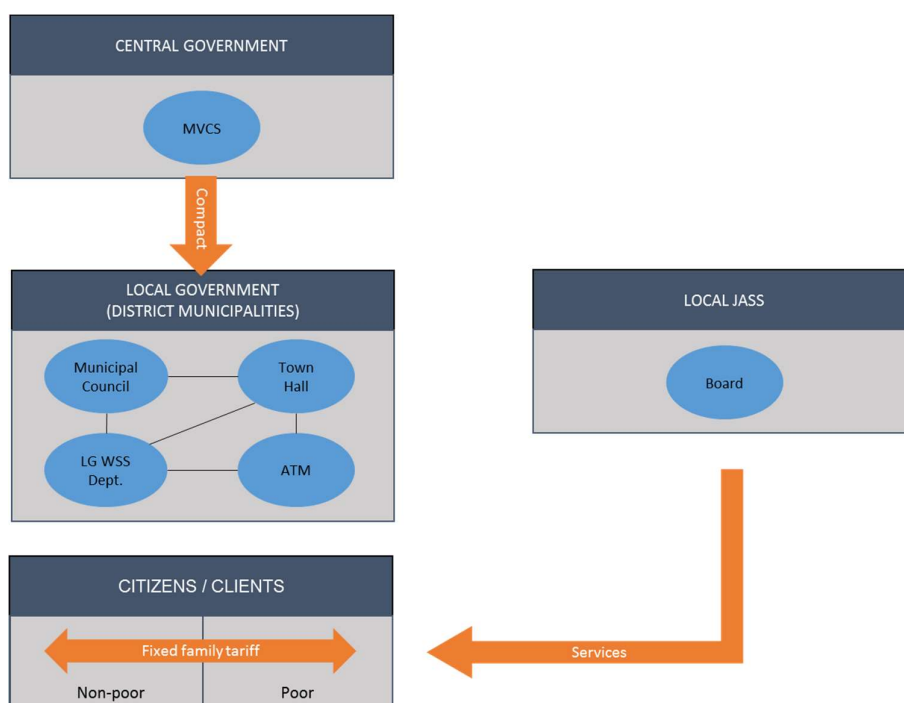 CENTRAL GOVERNMENT
MVCS
Compact
LOCAL GOVERNMENT
(DISTRICT MUNICIPALITIES)
Municipal
Council
Town
Hall
LG WSS
Dept.
ATM
LOCAL JASS
Board
CITIZENS / CLIENTS
Fixed family tariff
Non-poor
Poor
Services